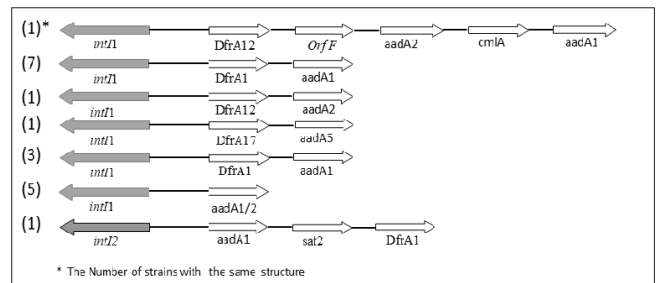 (1)*
intI1 DfrA12 OrfF aadA2 cmlA aadA1
(7)
intI1 DfrA1 aadA1
(1)
intI1 DfrA12 aadA2
(1)
intI1 DfrA17 aadA5
(3)
intI1 DfrA1 aadA1
(5)
intI1 aadA1/2
(1)
intI2 aadA1 sat2 DfrA1
* The Number of strains with the same structure